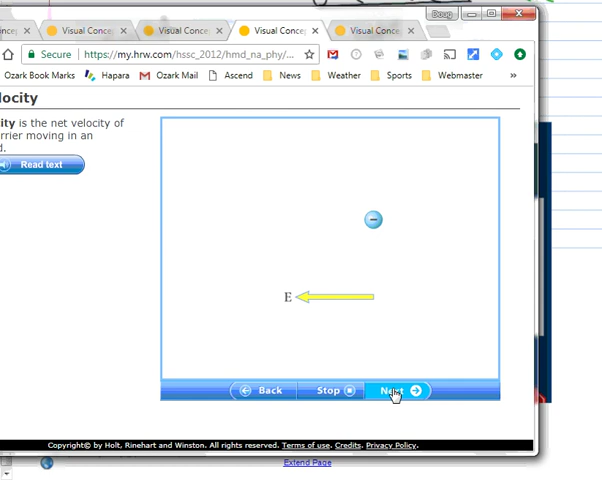 Doug
ncep
Visual Conce
Visual Conce
Visual Conce
Visual Conce
Secure
https://my.hrw.com/hssc_2012/hmd_na_phy/...
Ozark Book Marks
Hapara
Ozark Mail
Ascend
News
Weather
Sports
Webmaster
»
locity
ity is the net velocity of
rrier moving in an
d.
Read text
E
Back
Stop
Next
Copyright© by Holt, Rinehart and Winston. All rights reserved. Terms of use. Credits. Privacy Policy.
Extend Page